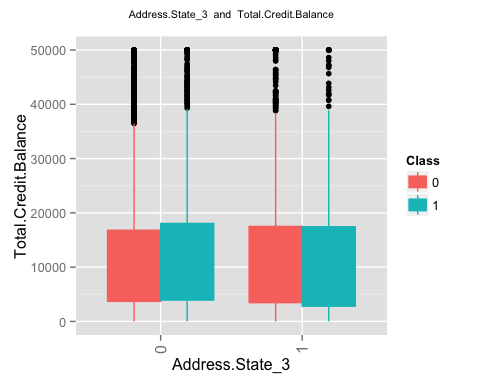 Address.State_3 and Total.Credit.Balance
50000
40000
30000
20000
10000
0
Total.Credit.Balance
0
1
Address.State_3
Class
0
1